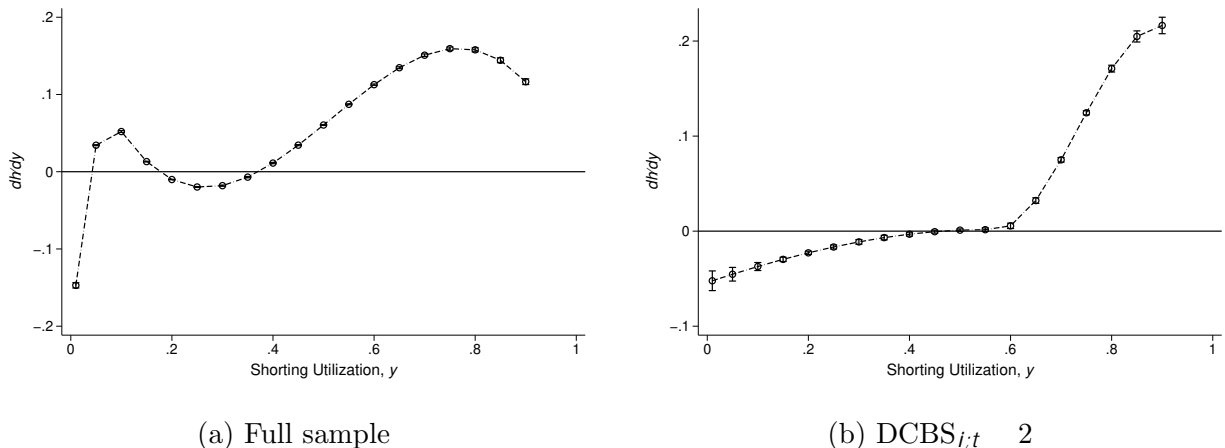 .2
.1
0
−.1
−.2
dh/dy
0 .2 .4 .6 .8 1
Shorting Utilization, y
(a) Full sample
.2
.1
0
−.1
dh/dy
0 .2 .4 .6 .8 1
Shorting Utilization, y
(b) DCBSi;t 2